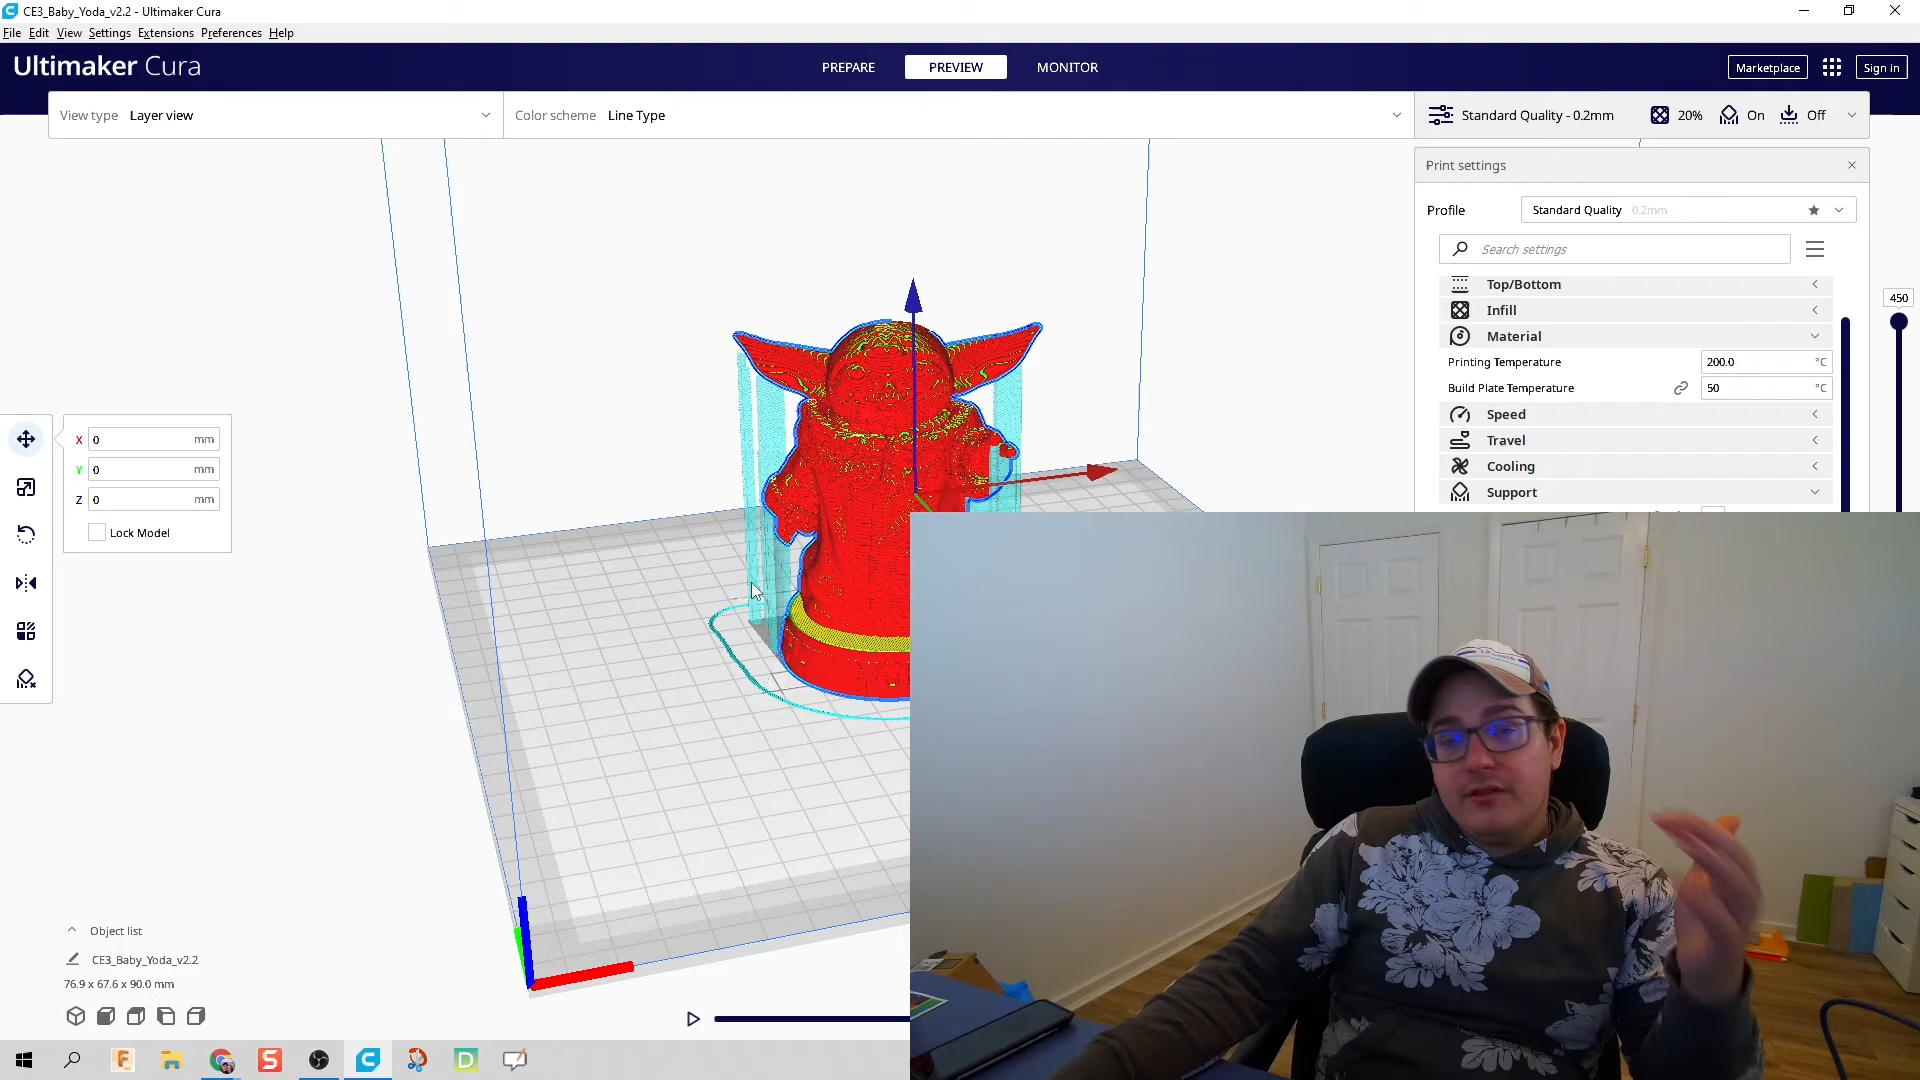 CE3_Baby_Yoda_v2.2 - Ultimaker Cura
File Edit View Settings Extensions Preferences Help
Ultimaker Cura
PREPARE PREVIEW MONITOR
Marketplace Sign in
View type Layer view
Color scheme Line Type
Standard Quality - 0.2mm 20% On Off
Print settings
Profile Standard Quality 0.2mm
Search settings
Top/Bottom
450
Infill
Material
Printing Temperature 200.0 °C
Build Plate Temperature 50 °C
Speed
Travel
Cooling
Support
X 0 mm
Y 0 mm
Z 0 mm
Lock Model
Object list
CE3_Baby_Yoda_v2.2
76.9 x 67.6 x 90.0 mm